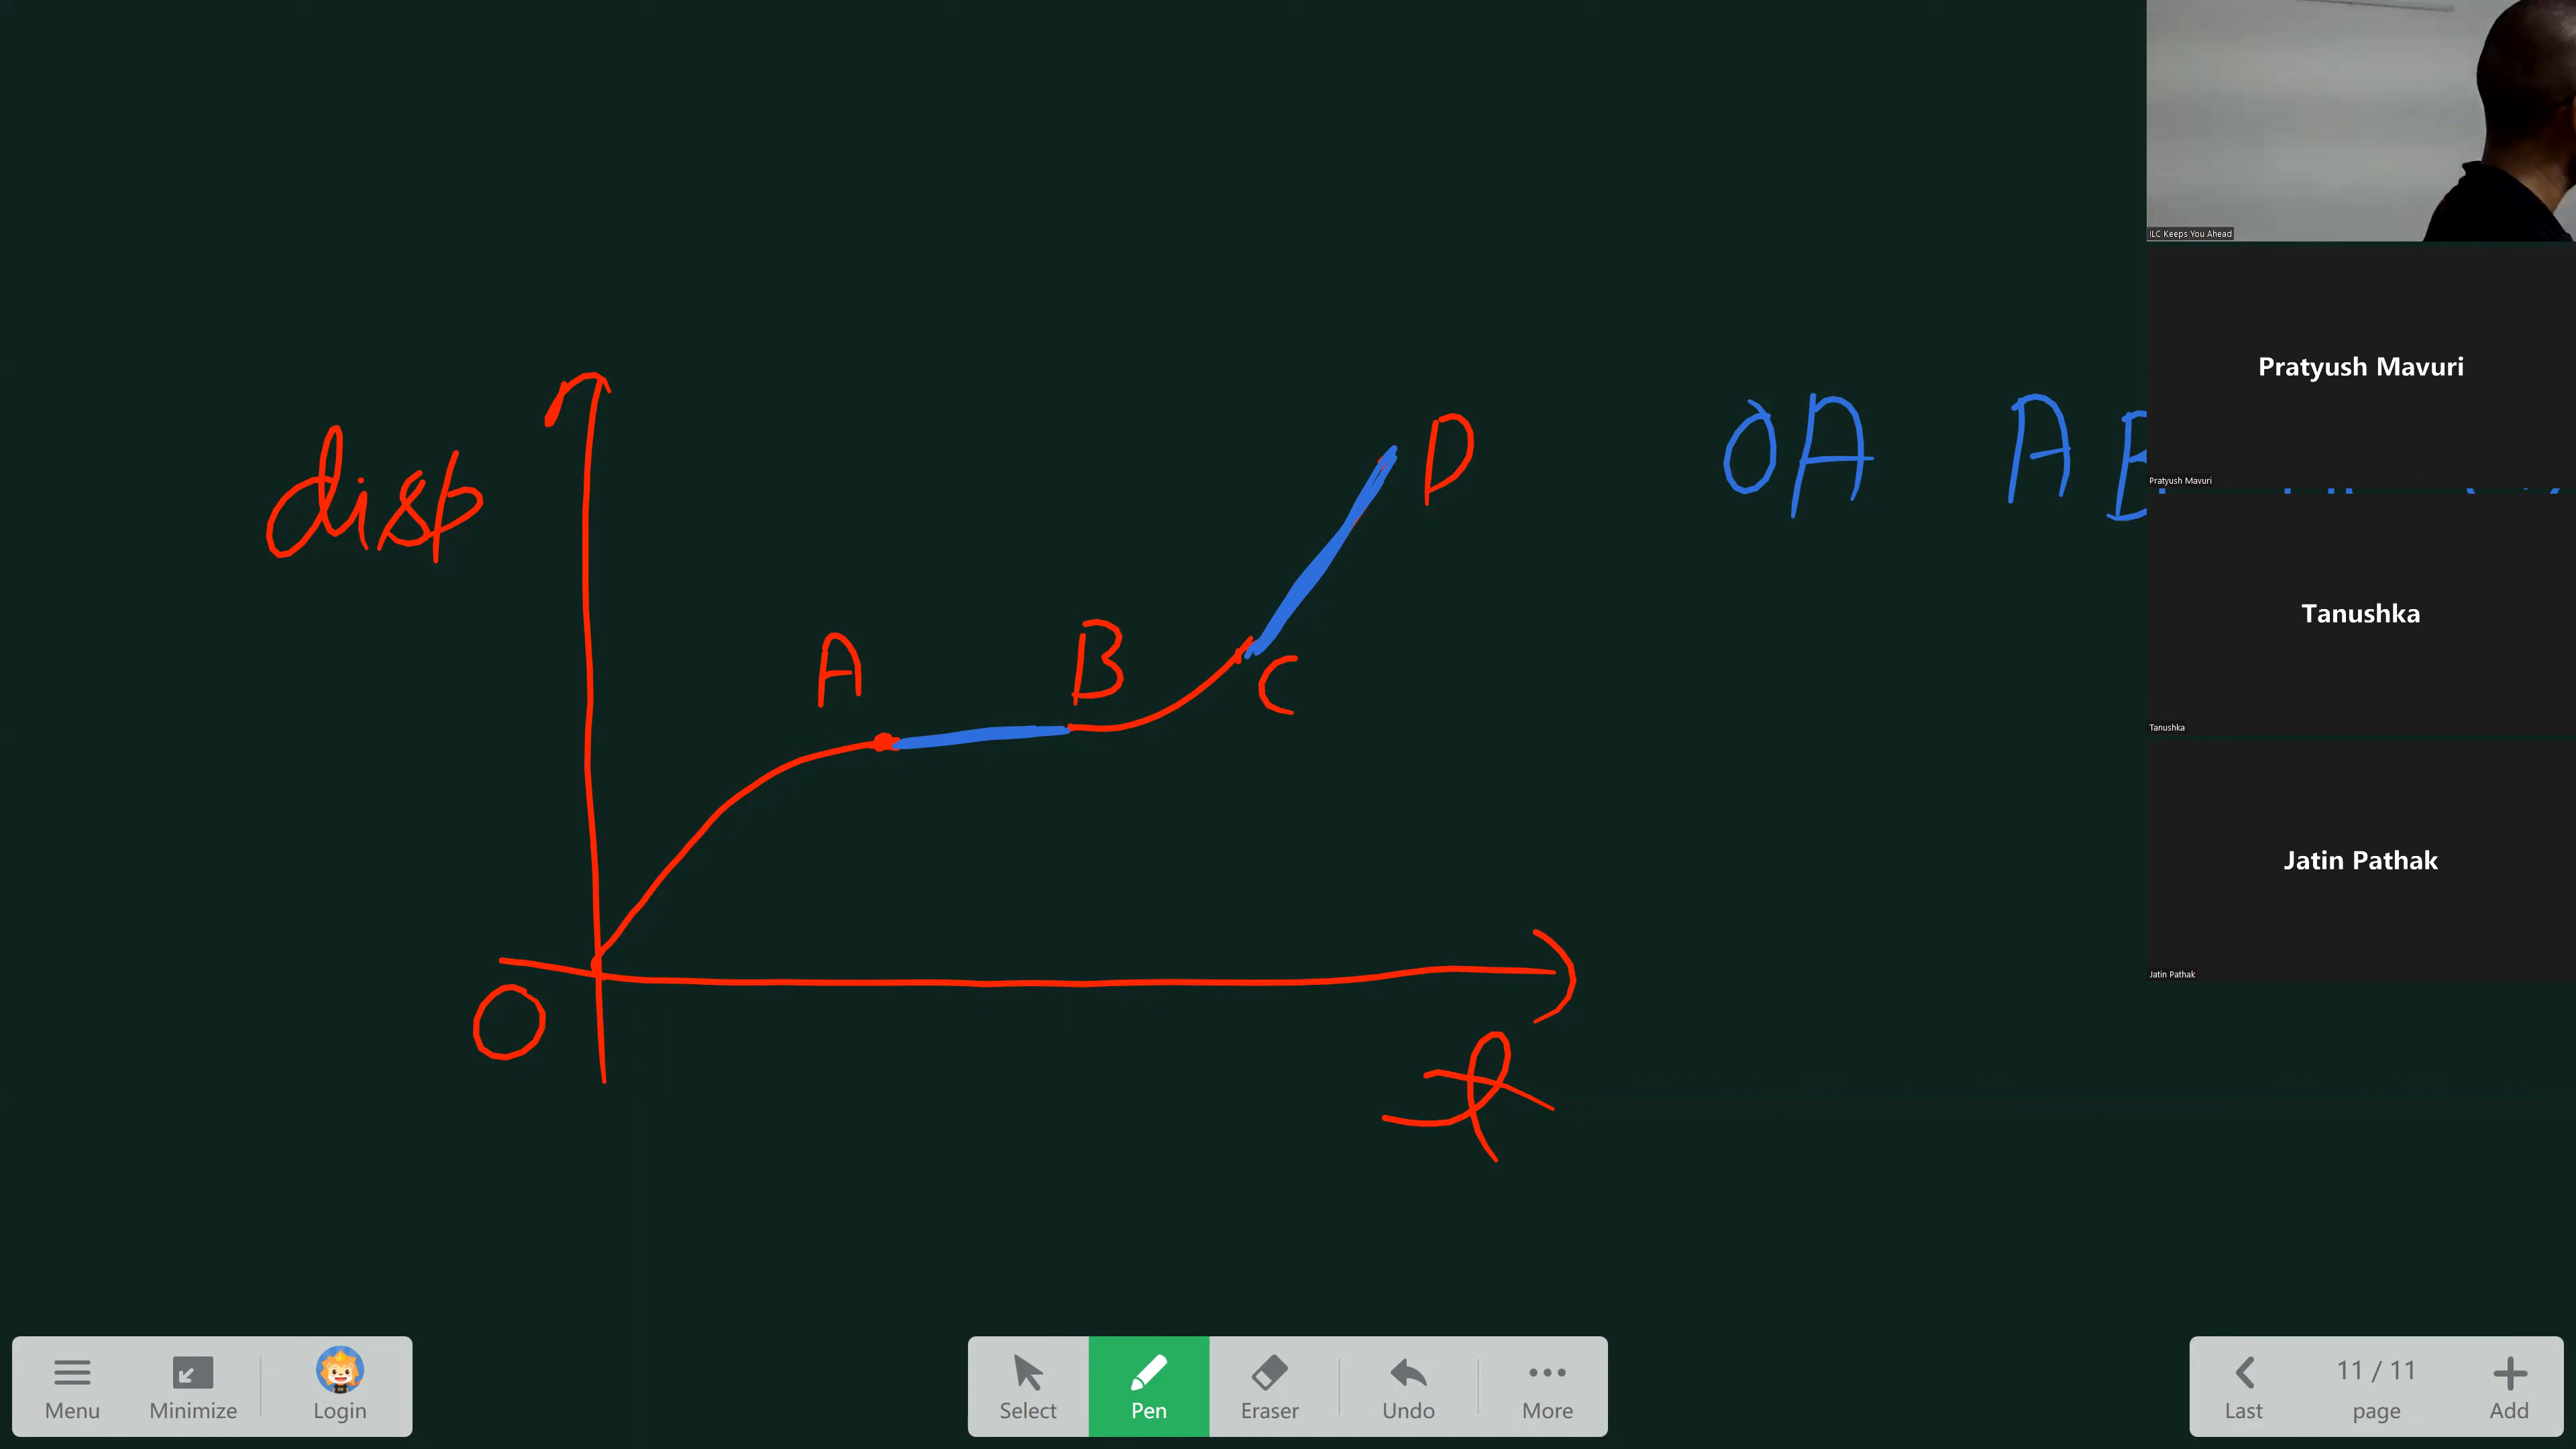 ILC Keeps You Ahead
Pratyush Mavuri
Pratyush Mavuri
disp
D
OA
A
A
B
C
Tanushka
Tanushka
Jatin Pathak
Jatin Pathak
O
t
Menu
Minimize
Login
Select
Pen
Eraser
Undo
More
Last
11 / 11
page
Add